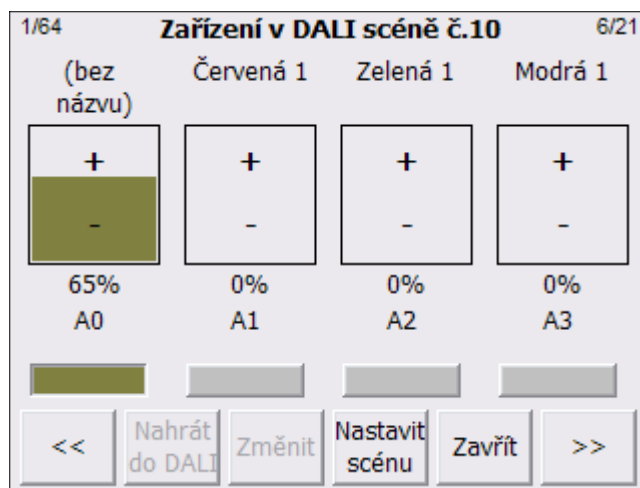 1/64 Zařízení v DALI scéně č.10 6/21
(bez Červená 1 Zelená 1 Modrá 1
názvu)
+ + + +
- - - -
65% 0% 0% 0%
A0 A1 A2 A3
<< Nahrát do DALI Změnit Nastavit scénu Zavřít >>